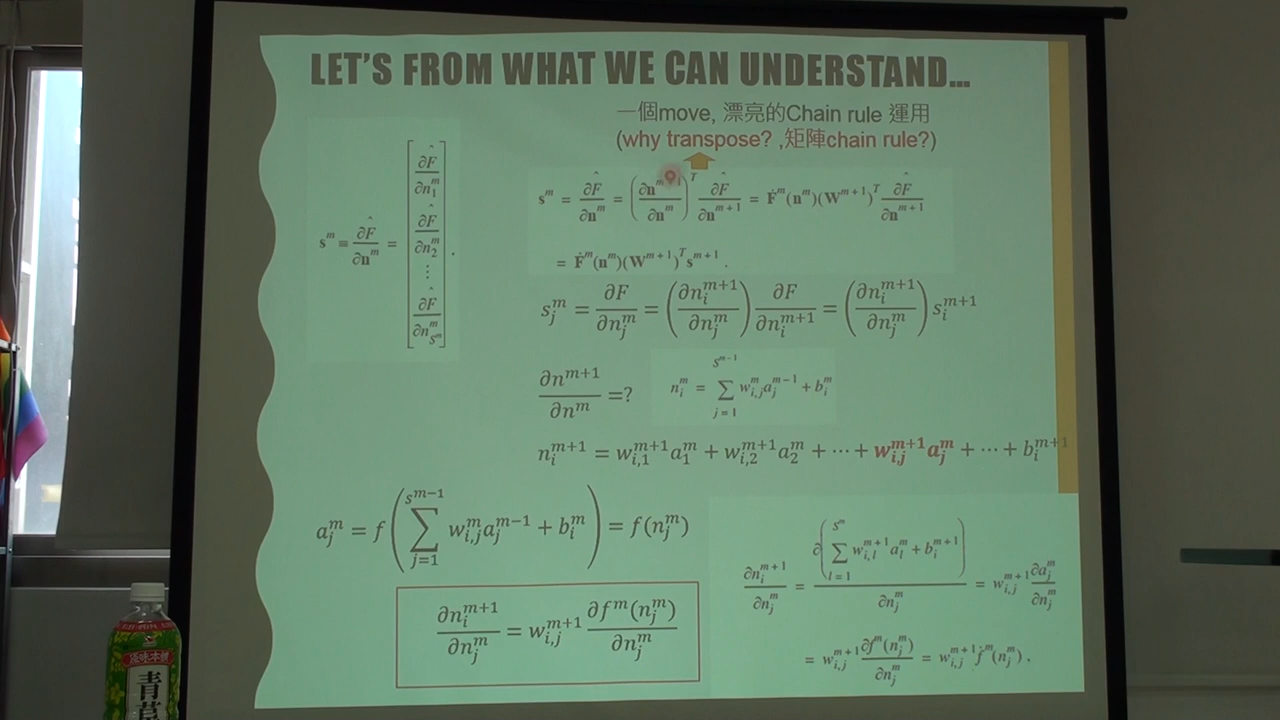 LET'S FROM WHAT WE CAN UNDERSTAND...
一個move, 漂亮的Chain rule 運用
(why transpose? ,矩陣chain rule?)
s^m ≡ ∂F̂/∂n^m = [∂F̂/∂n_1^m ∂F̂/∂n_2^m ⋮ ∂F̂/∂n_{S^m}^m] .
s^m = ∂F̂/∂n^m = (∂n^{m+1}/∂n^m)^T ∂F̂/∂n^{m+1} = Ḟ^m(n^m)(W^{m+1})^T ∂F̂/∂n^{m+1}
= Ḟ^m(n^m)(W^{m+1})^T s^{m+1} .
s_j^m = ∂F/∂n_j^m = (∂n_i^{m+1}/∂n_j^m) ∂F/∂n_i^{m+1} = (∂n_i^{m+1}/∂n_j^m) s_i^{m+1}
∂n^{m+1}/∂n^m =?
n_i^m = ∑_{j=1}^{S^{m-1}} w_{i,j}^m a_j^{m-1} + b_i^m
n_i^{m+1} = w_{i,1}^{m+1} a_1^m + w_{i,2}^{m+1} a_2^m + ⋯ + w_{i,j}^{m+1} a_j^m + ⋯ + b_i^{m+1}
a_j^m = f(∑_{j=1}^{s^{m-1}} w_{i,j}^m a_j^{m-1} + b_i^m) = f(n_j^m)
∂n_i^{m+1}/∂n_j^m = w_{i,j}^{m+1} ∂f^m(n_j^m)/∂n_j^m
∂n_i^{m+1}/∂n_j^m = ∂(∑_{l=1}^{S^m} w_{i,l}^{m+1} a_l^m + b_i^{m+1})/∂n_j^m = w_{i,j}^{m+1} ∂a_j^m/∂n_j^m
= w_{i,j}^{m+1} ∂f^m(n_j^m)/∂n_j^m = w_{i,j}^{m+1} ḟ^m(n_j^m) .
原味本舖
青